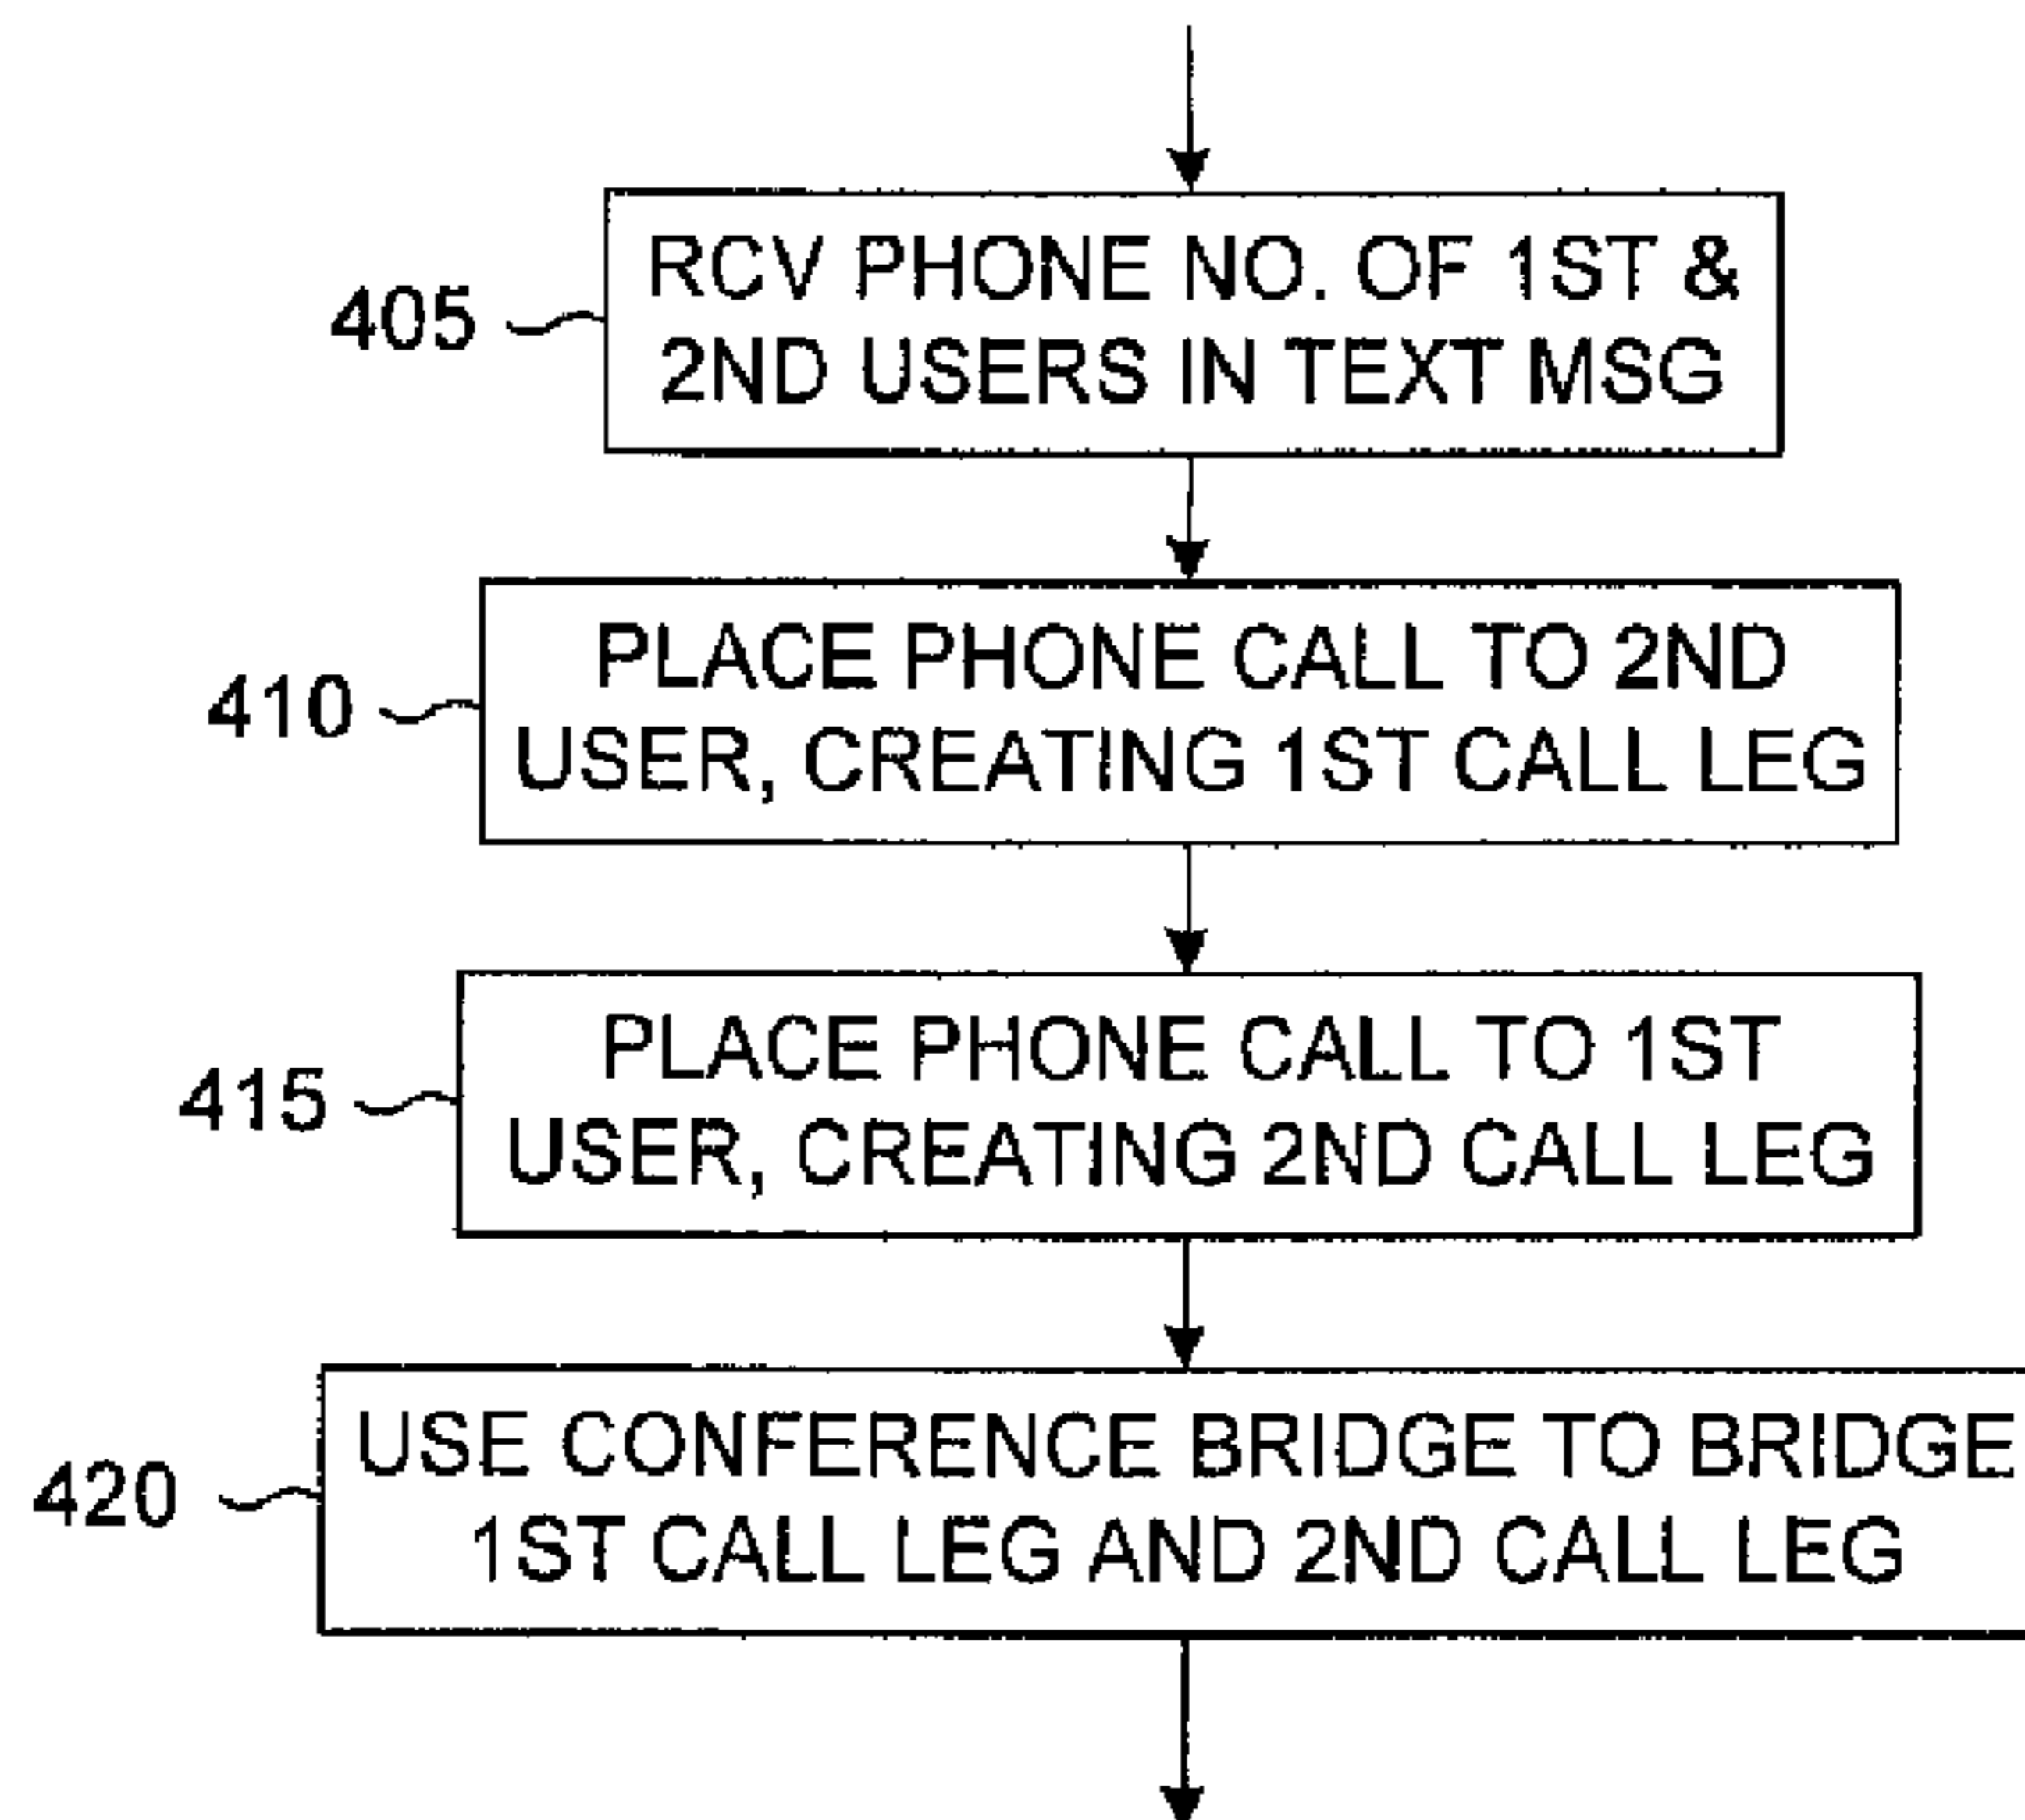 RCV PHONE NO. OF 1ST &
2ND USERS IN TEXT MSG
405
PLACE PHONE CALL TO 2ND
USER, CREATING 1ST CALL LEG
410
PLACE PHONE CALL TO 1ST
USER, CREATING 2ND CALL LEG
415
USE CONFERENCE BRIDGE TO BRIDGE
1ST CALL LEG AND 2ND CALL LEG
420